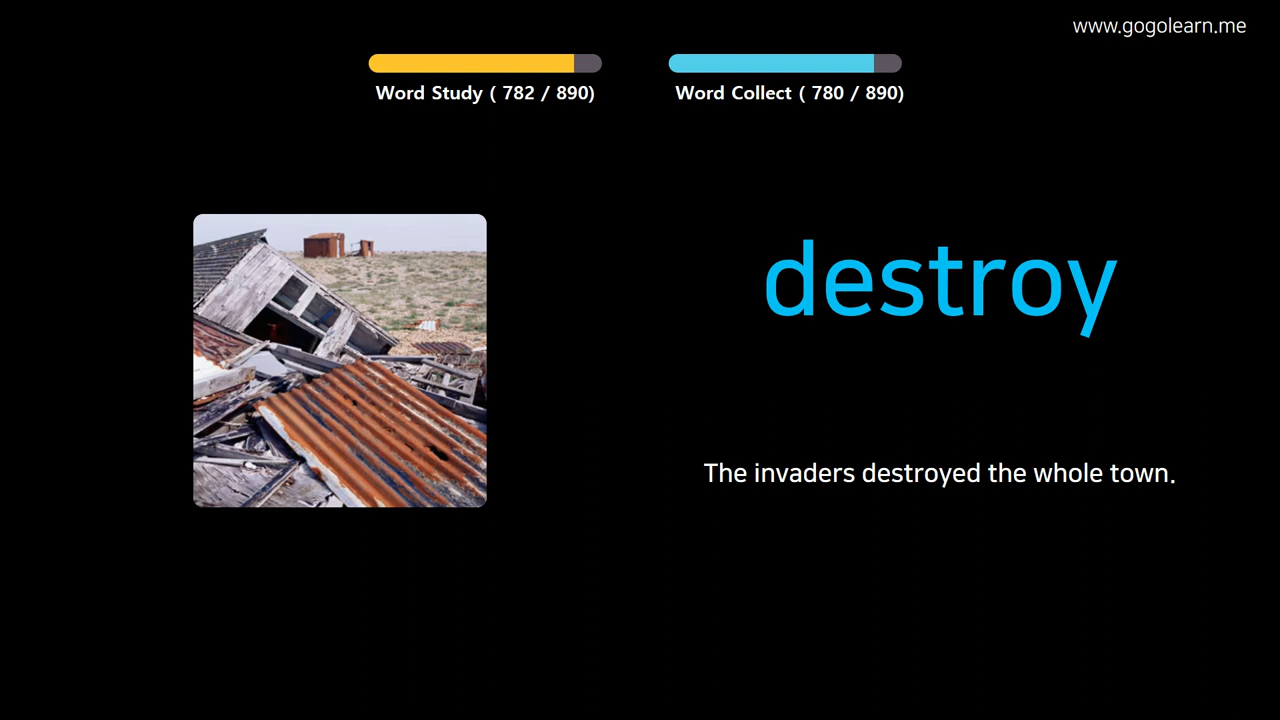 www.gogolearn.me
Word Study ( 782 / 890)
Word Collect ( 780 / 890)
destroy
The invaders destroyed the whole town.